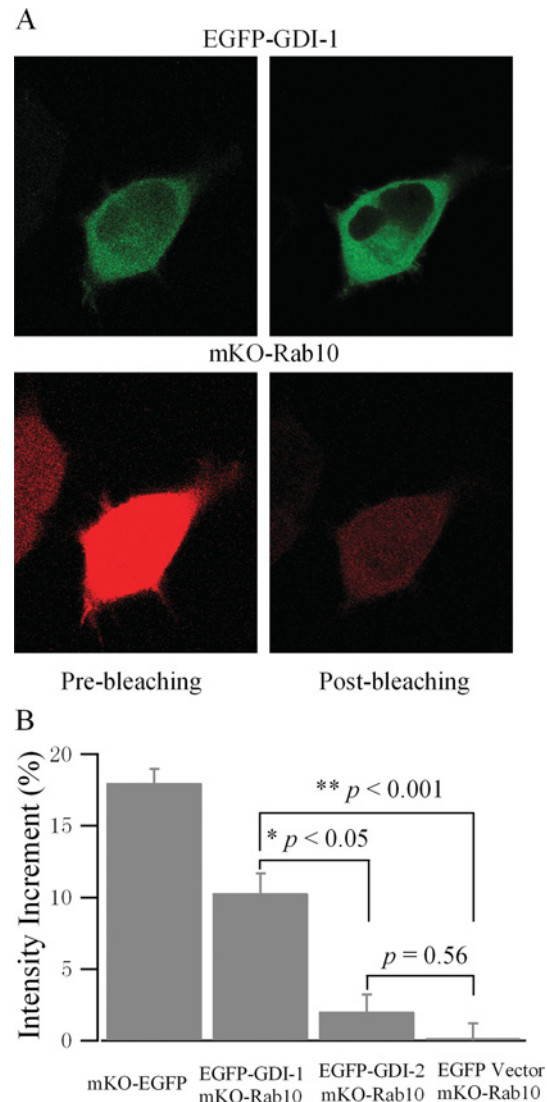 A
EGFP-GDI-1
mKO-Rab10
Pre-bleaching Post-bleaching
B
Intensity Increment (%)
20
15
10
5
0
** p < 0.001
* p < 0.05
p = 0.56
mKO-EGFP
EGFP-GDI-1
mKO-Rab10
EGFP-GDI-2
mKO-Rab10
EGFP Vector
mKO-Rab10